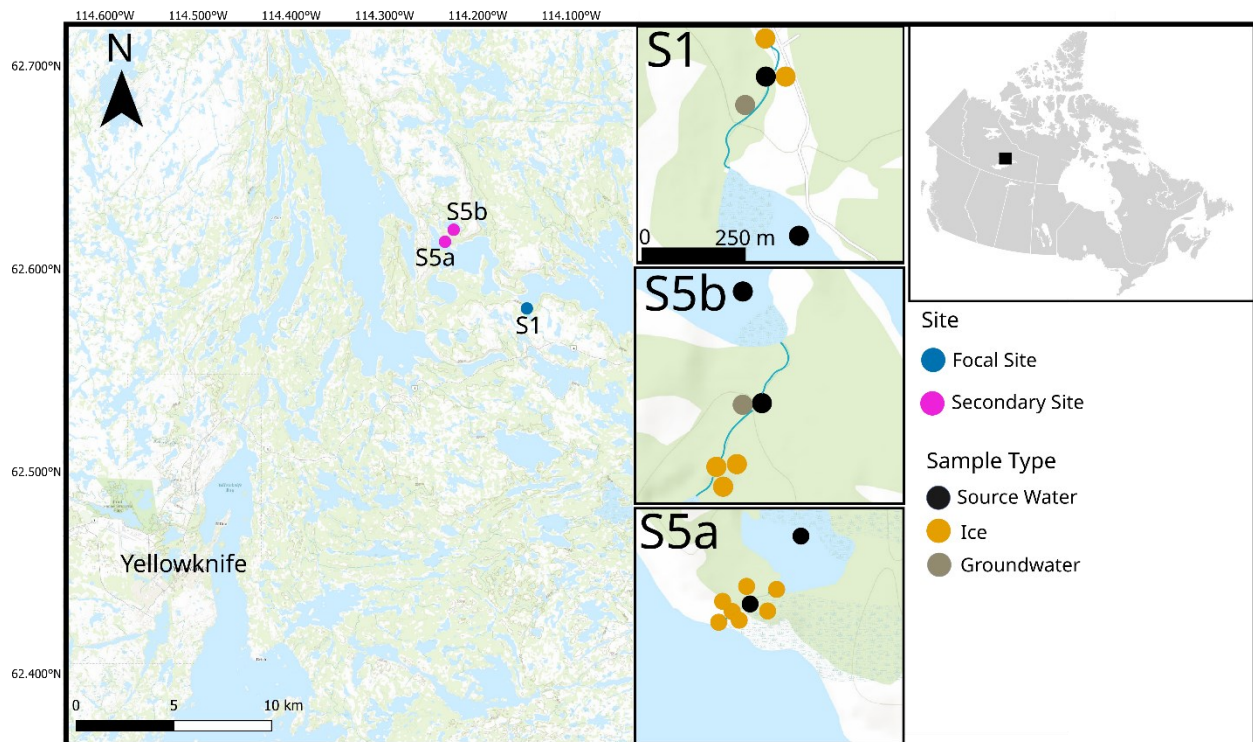 114.600°W 114.500°W 114.400°W 114.300°W 114.200°W 114.100°W
62.700°N
62.600°N
62.500°N
62.400°N
N
S5b
S5a
S1
Yellowknife
0 5 10 km
S1
0 250 m
S5b
S5a
Site
Focal Site
Secondary Site
Sample Type
Source Water
Ice
Groundwater